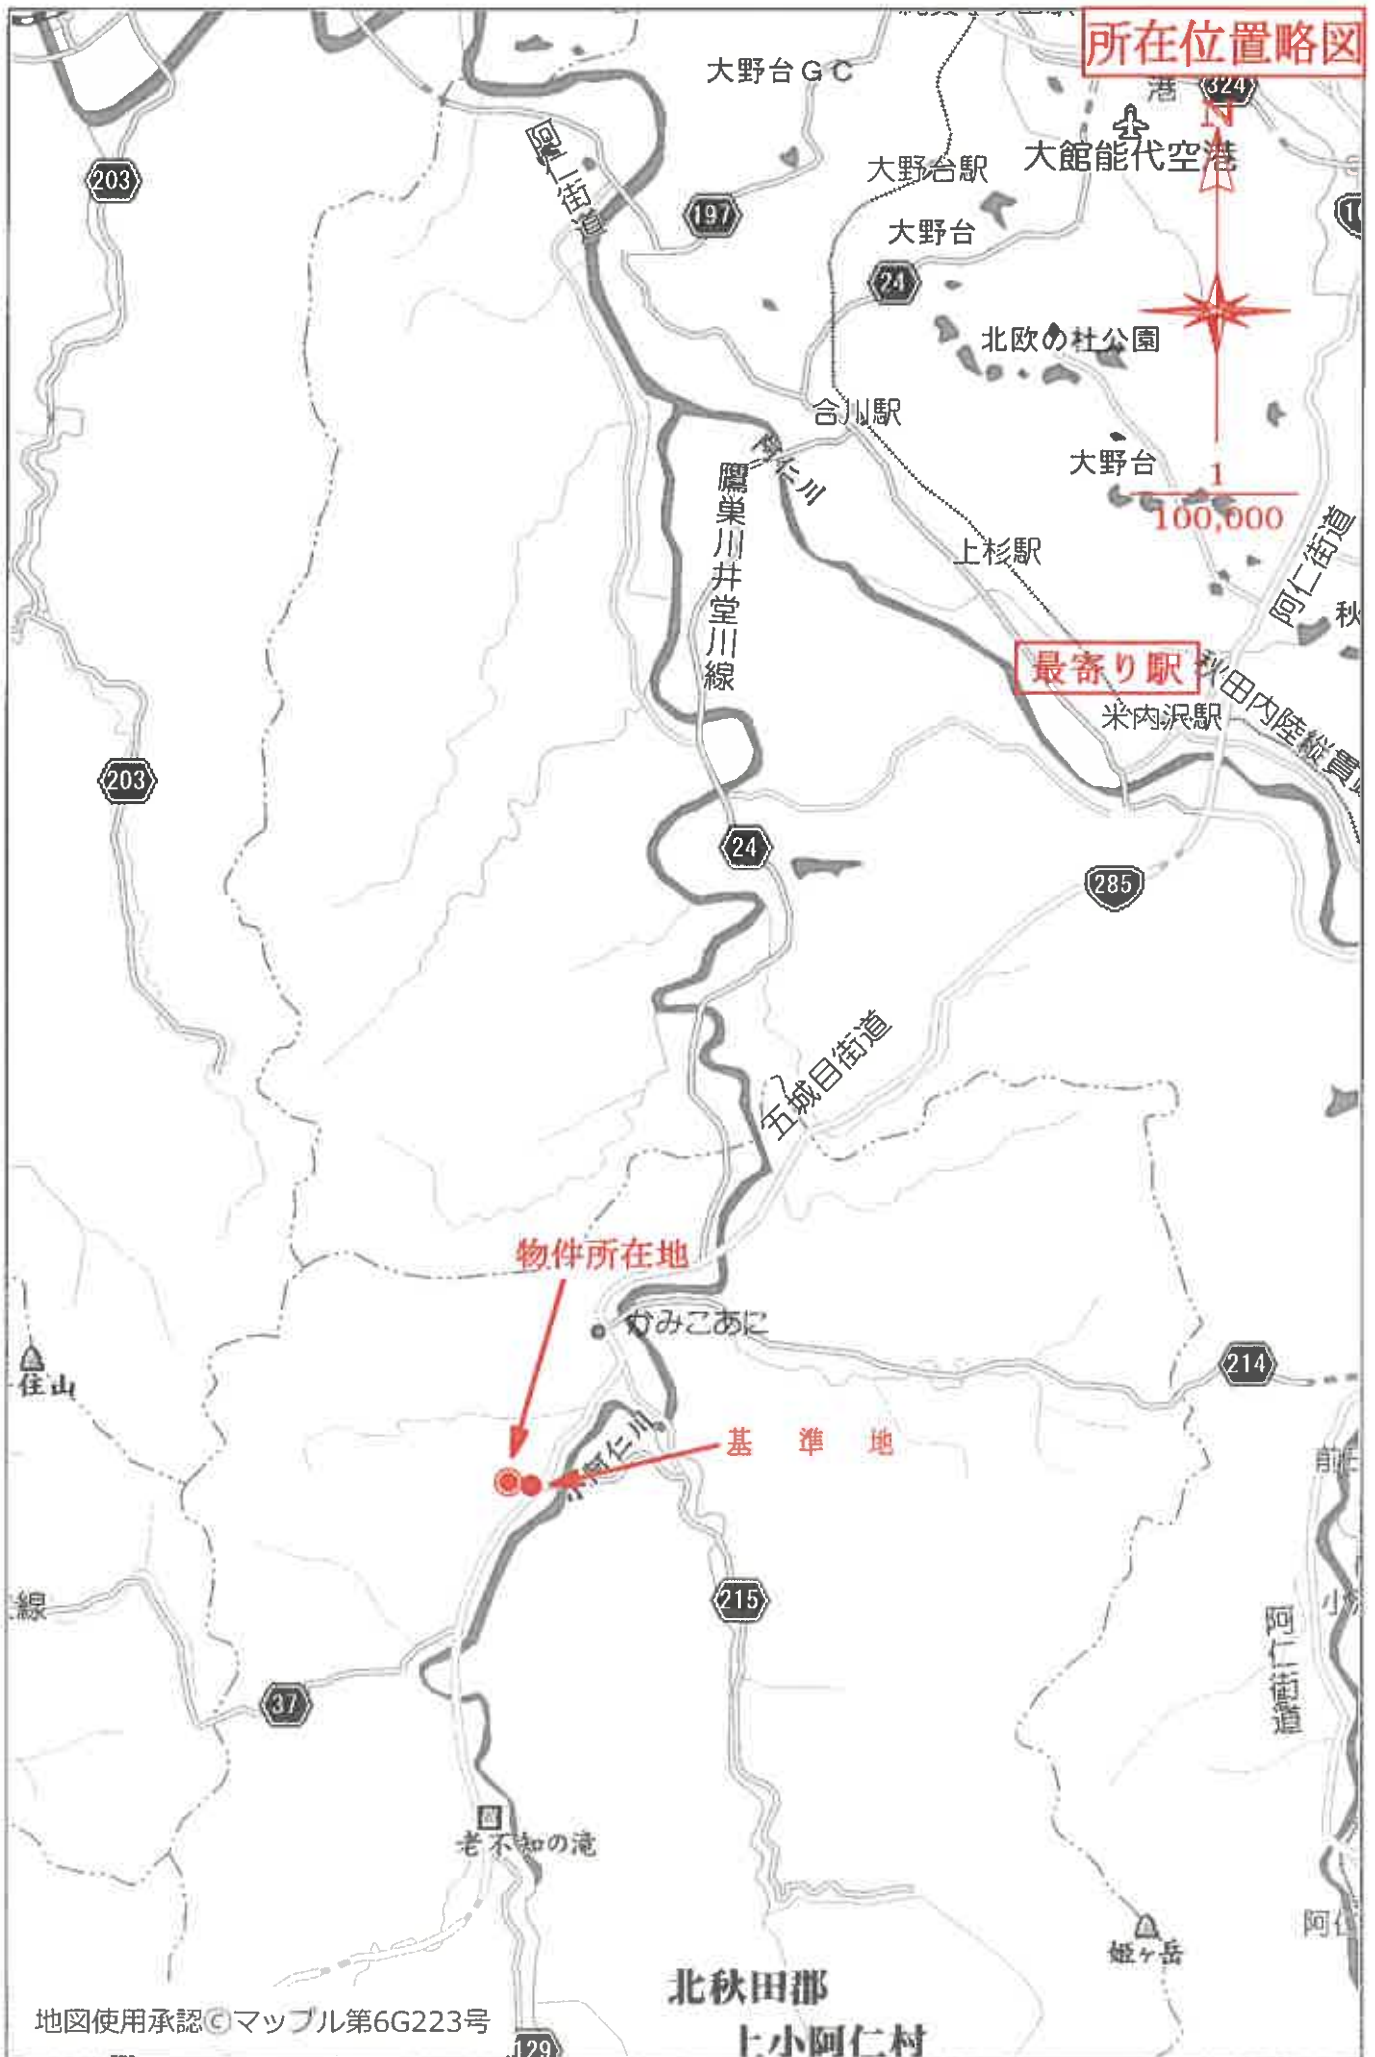 所在位置略図
大野台GC
港
324
N
大館能代空港
阿仁街道
203
大野台駅
197
大野台
24
北欧の杜公園
合川駅
阿仁川
大野台
鷹巣川井堂川線
1
100,000
上杉駅
阿仁街道
秋
最寄り駅
秋田内陸縦貫
米内沢駅
203
24
285
五城目街道
物件所在地
かみこあに
214
住山
基準地
小阿仁川
前田
線
215
阿仁街道
小
37
老不知の滝
姫ヶ岳
阿仁
北秋田郡
上小阿仁村
地図使用承認©マップル第6G223号
129